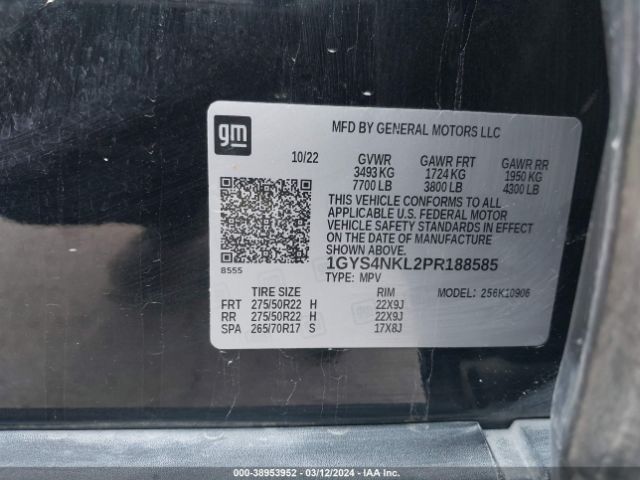 gm
MFD BY GENERAL MOTORS LLC
10/22 GVWR GAWR FRT GAWR RR
3493 KG 1724 KG 1950 KG
7700 LB 3800 LB 4300 LB
THIS VEHICLE CONFORMS TO ALL
APPLICABLE U.S. FEDERAL MOTOR
VEHICLE SAFETY STANDARDS IN EFFECT
ON THE DATE OF MANUFACTURE
SHOWN ABOVE.
8555
1GYS4NKL2PR188585
TYPE: MPV
TIRE SIZE RIM MODEL: 256K10906
FRT 275/50R22 H 22X9J
RR 275/50R22 H 22X9J
SPA 265/70R17 S 17X8J
000-38953952 - 03/12/2024 - IAA Inc.